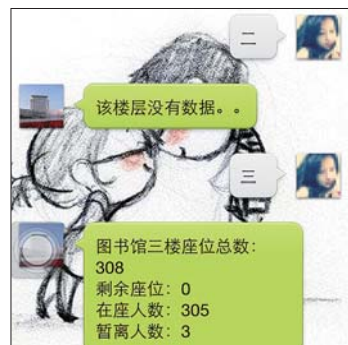 二
该楼层没有数据。。
三
图书馆三楼座位总数：
308
剩余座位：0
在座人数：305
暂离人数：3